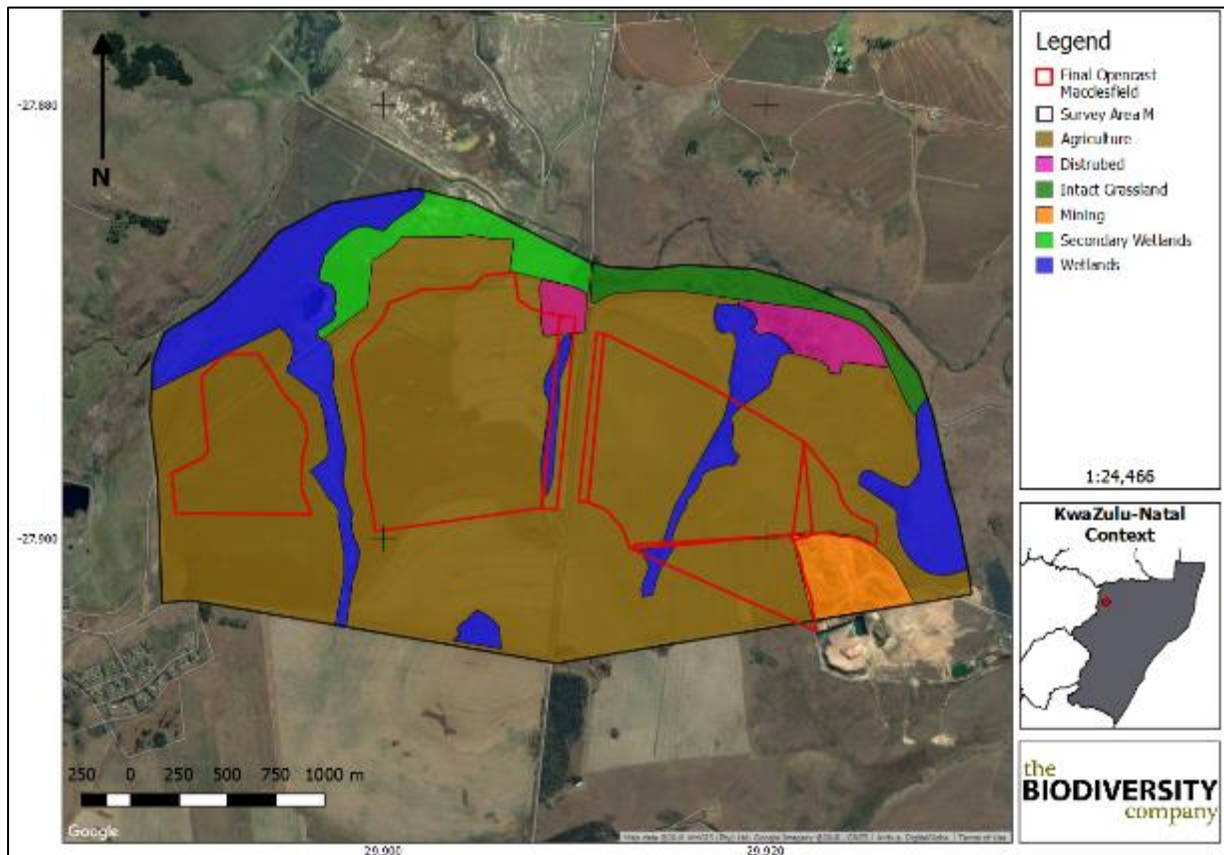 N
-27.880
-27.900
250 0 250 500 750 1000 m
Google
29.900 29.920
Legend
Final Opencast
Macdesfield
Survey Area M
Agriculture
Distrubed
Intact Grassland
Mining
Secondary Wetlands
Wetlands
1:24,466
KwaZulu-Natal
Context
the
BIODIVERSITY
company